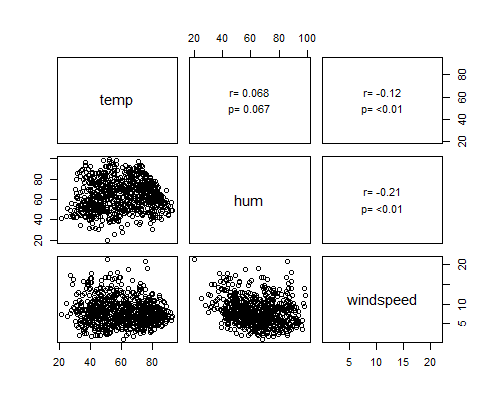 20 40 60 80 100
temp
r= 0.068
p= 0.067
r= -0.12
p= <0.01
20 40 60 80
20 40 60 80
hum
r= -0.21
p= <0.01
windspeed
5 10 20
20 40 60 80
5 10 15 20